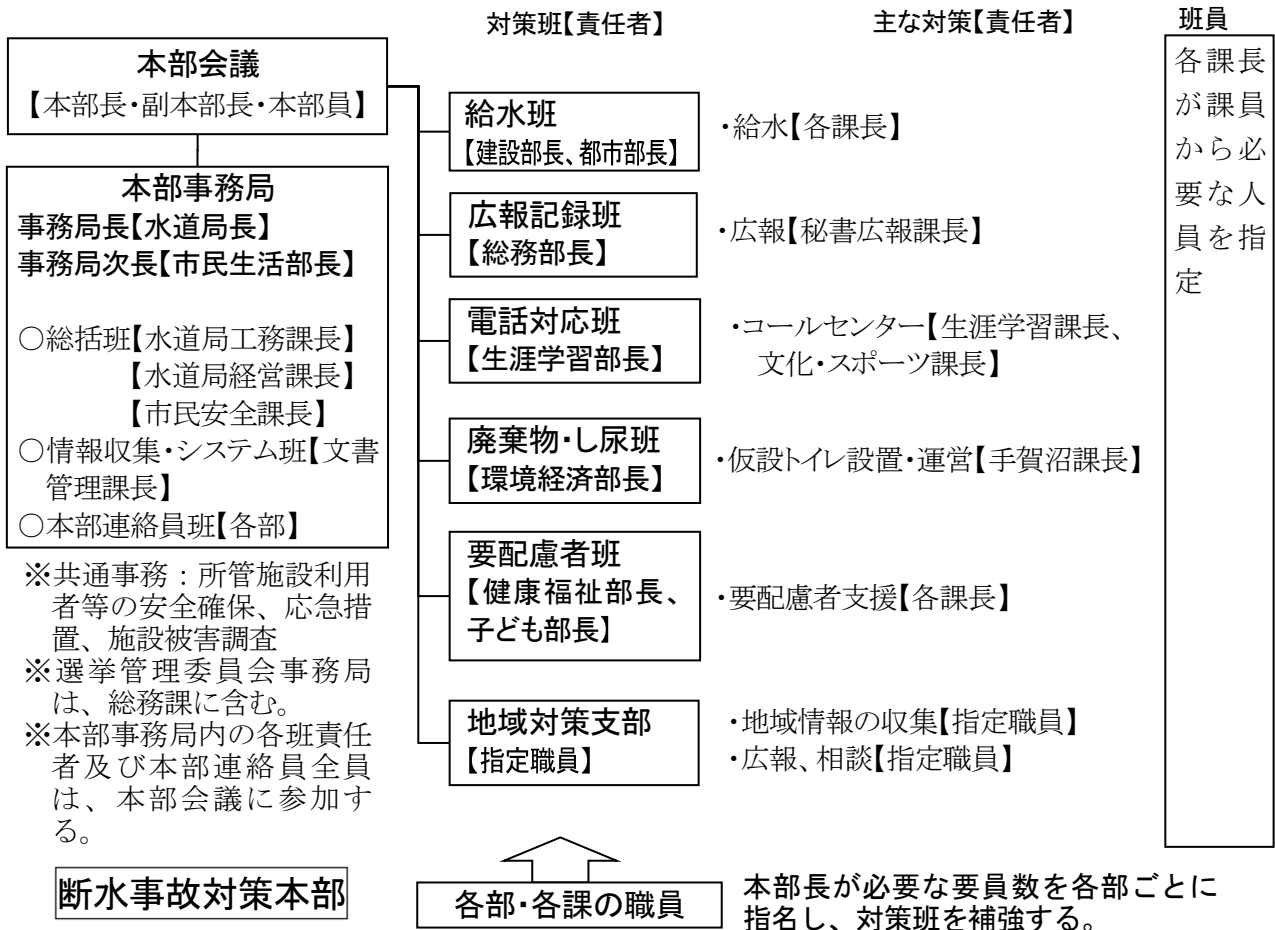 対策班【責任者】
主な対策【責任者】
班員
本部会議
【本部長・副本部長・本部員】
本部事務局
事務局長【水道局長】
事務局次長【市民生活部長】
○総括班【水道局工務課長】
【水道局経営課長】
【市民安全課長】
○情報収集・システム班【文書
管理課長】
○本部連絡員班【各部】
※共通事務：所管施設利用
者等の安全確保、応急措
置、施設被害調査
※選挙管理委員会事務局
は、総務課に含む。
※本部事務局内の各班責任
者及び本部連絡員全員
は、本部会議に参加す
る。
断水事故対策本部
給水班
【建設部長、都市部長】
・給水【各課長】
広報記録班
【総務部長】
・広報【秘書広報課長】
電話対応班
【生涯学習部長】
・コールセンター【生涯学習課長、
文化・スポーツ課長】
廃棄物・し尿班
【環境経済部長】
・仮設トイレ設置・運営【手賀沼課長】
要配慮者班
【健康福祉部長、
子ども部長】
・要配慮者支援【各課長】
地域対策支部
【指定職員】
・地域情報の収集【指定職員】
・広報、相談【指定職員】
各課長
が課員
から必
要な人
員を指
定
各部・各課の職員
本部長が必要な要員数を各部ごとに
指名し、対策班を補強する。